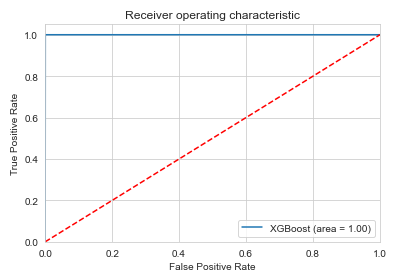 Receiver operating characteristic
True Positive Rate
1.0
0.8
0.6
0.4
0.2
0.0
XGBoost (area = 1.00)
0.0 0.2 0.4 0.6 0.8 1.0
False Positive Rate